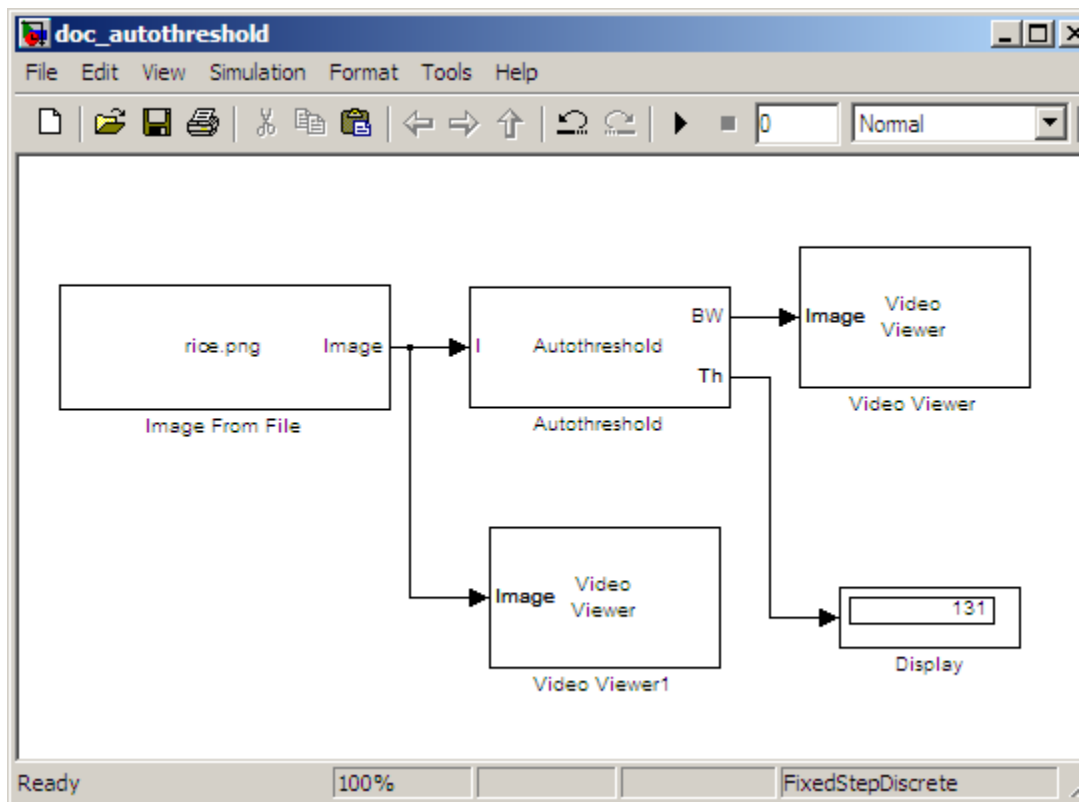 doc_autothreshold
File Edit View Simulation Format Tools Help
0 Normal
rice.png Image
Image From File
I Autothreshold BW
Th
Autothreshold
Image Video Viewer
Video Viewer
Image Video Viewer
Video Viewer1
131
Display
Ready 100% FixedStepDiscrete